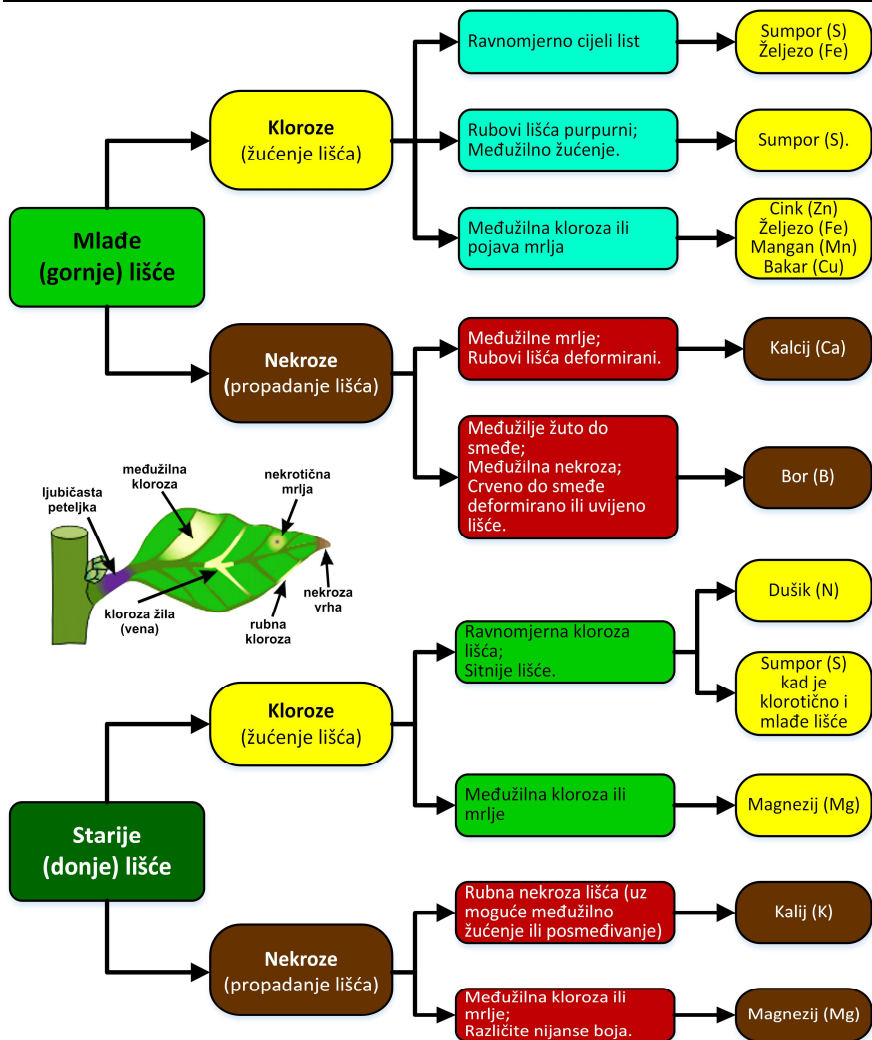 Mlađe
(gornje) lišće
Kloroze
(žućenje lišća)
Ravnomjerno cijeli list
Sumpor (S)
Željezo (Fe)
Rubovi lišća purpurni;
Međužilno žućenje.
Sumpor (S).
Međužilna kloroza ili
pojava mrlja
Cink (Zn)
Željezo (Fe)
Mangan (Mn)
Bakar (Cu)
Nekroze
(propadanje lišća)
Međužilne mrlje;
Rubovi lišća deformirani.
Kalcij (Ca)
Međužilje žuto do
smeđe;
Međužilna nekroza;
Crveno do smeđe
deformirano ili uvijeno
lišće.
Bor (B)
ljubičasta
peteljka
međužilna
kloroza
nekrotična
mrlja
kloroza žila
(vena)
rubna
kloroza
nekroza
vrha
Starije
(donje) lišće
Kloroze
(žućenje lišća)
Ravnomjerna kloroza
lišća;
Sitnije lišće.
Dušik (N)
Sumpor (S)
kad je
klorotično i
mlađe lišće
Međužilna kloroza ili
mrlje
Magnezij (Mg)
Nekroze
(propadanje lišća)
Rubna nekroza lišća (uz
moguće međužilno
žućenje ili posmeđivanje)
Kalij (K)
Međužilna kloroza ili
mrlje;
Različite nijanse boja.
Magnezij (Mg)